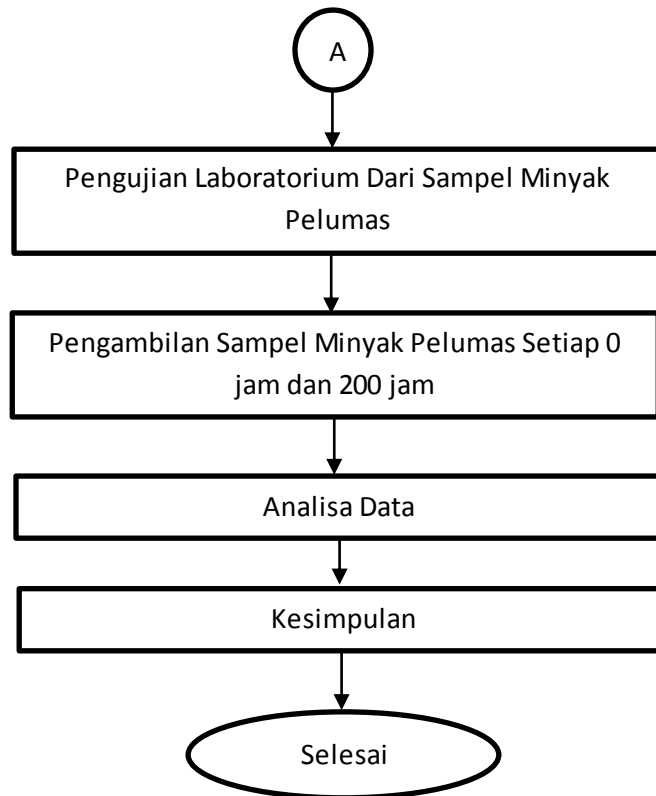 A
Pengujian Laboratorium Dari Sampel Minyak
Pelumas
Pengambilan Sampel Minyak Pelumas Setiap 0
jam dan 200 jam
Analisa Data
Kesimpulan
Selesai